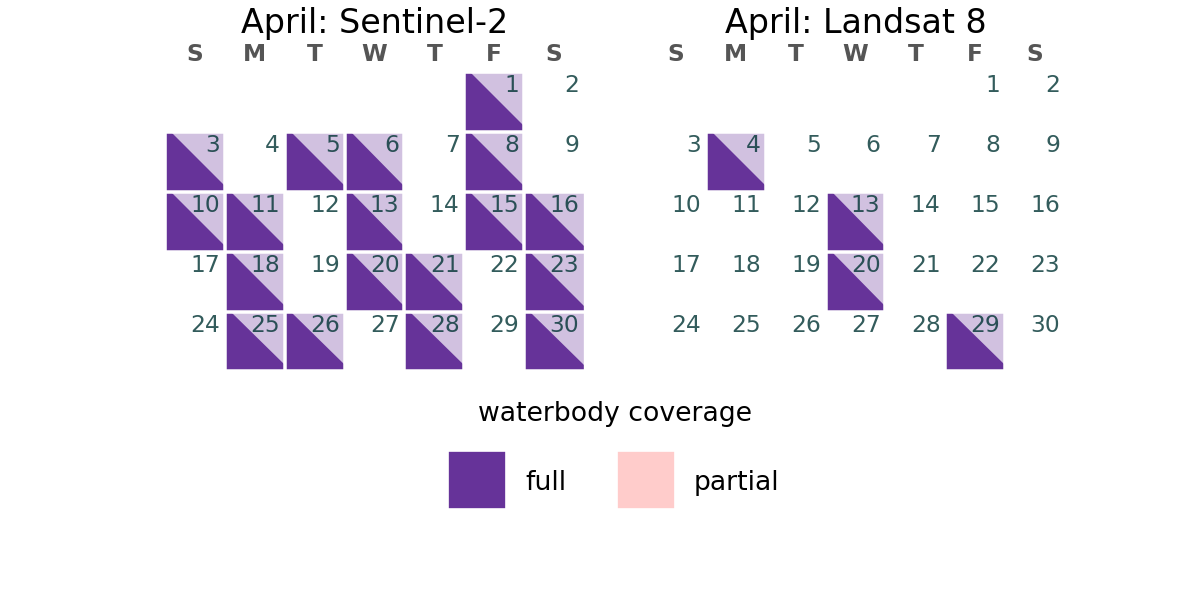 April: Sentinel-2
S M T W T F S
1 2
3 4 5 6 7 8 9
10 11 12 13 14 15 16
17 18 19 20 21 22 23
24 25 26 27 28 29 30
April: Landsat 8
S M T W T F S
1 2
3 4 5 6 7 8 9
10 11 12 13 14 15 16
17 18 19 20 21 22 23
24 25 26 27 28 29 30
waterbody coverage
full partial